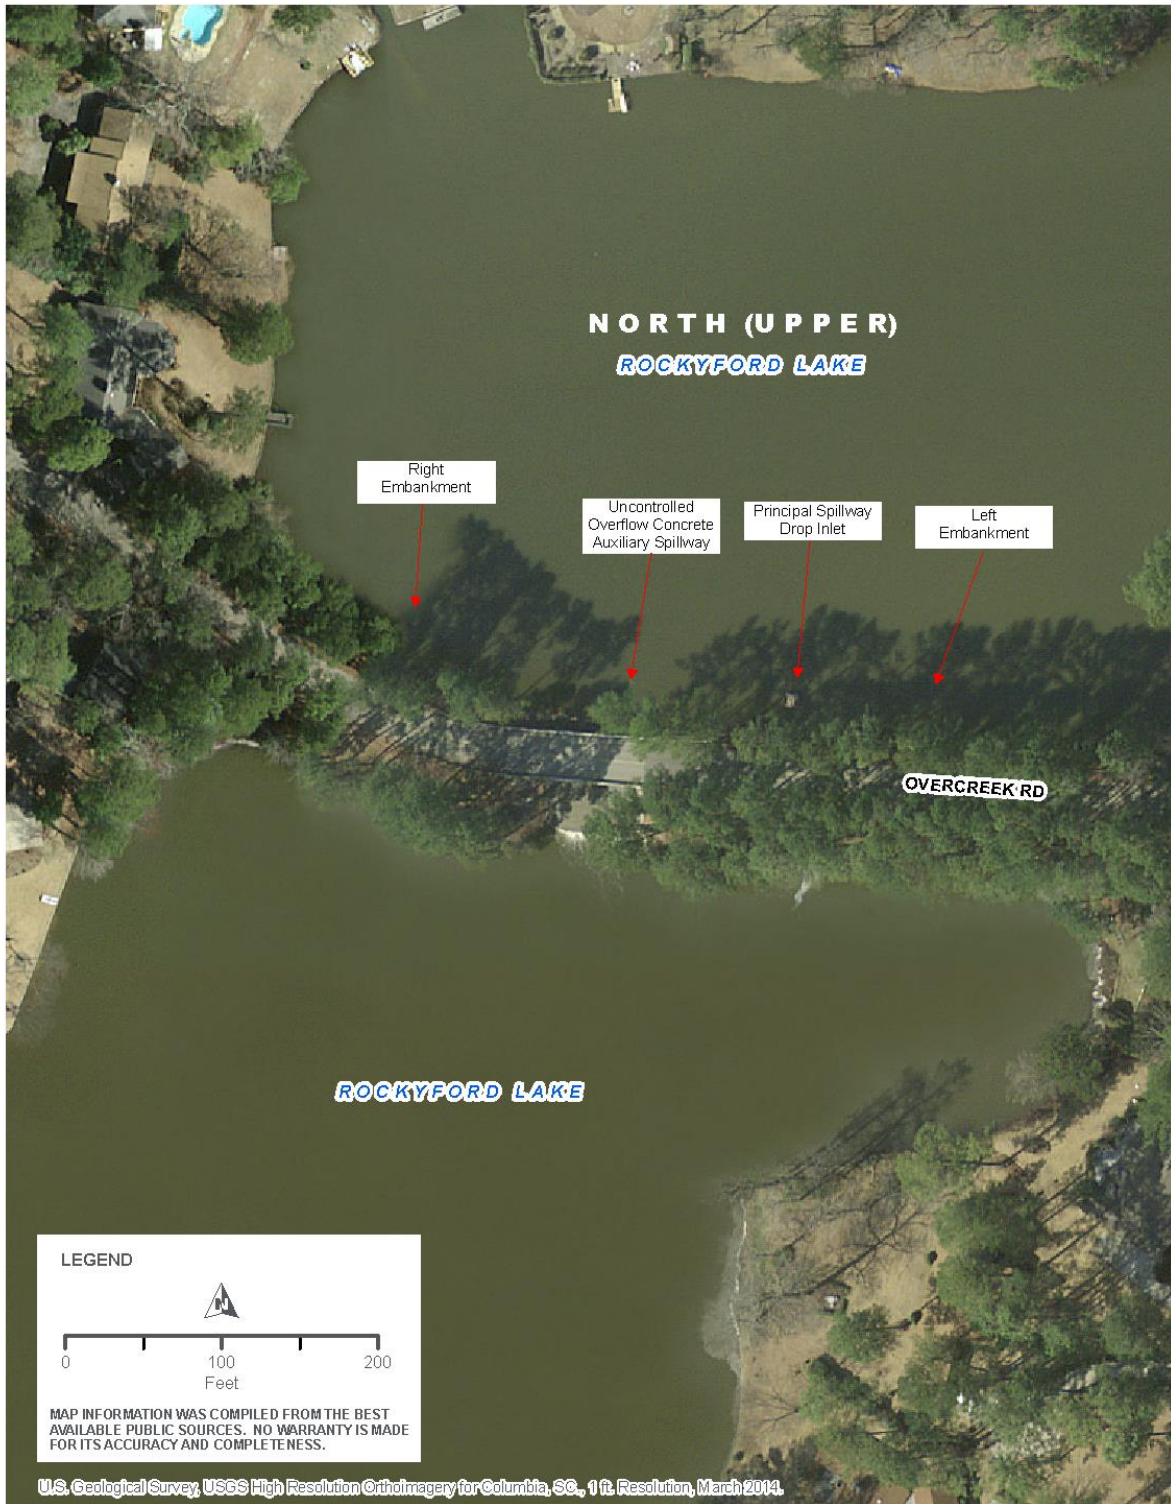 NORTH (UPPER)
ROCKYFORD LAKE
Right
Embankment
Uncontrolled
Overflow Concrete
Auxiliary Spillway
Principal Spillway
Drop Inlet
Left
Embankment
OVERCREEK RD
ROCKYFORD LAKE
LEGEND
N
0 100 200
Feet
MAP INFORMATION WAS COMPILED FROM THE BEST
AVAILABLE PUBLIC SOURCES. NO WARRANTY IS MADE
FOR ITS ACCURACY AND COMPLETENESS.
U.S. Geological Survey, USGS High Resolution Orthoimagery for Columbia, SC., 1 ft. Resolution, March 2014.